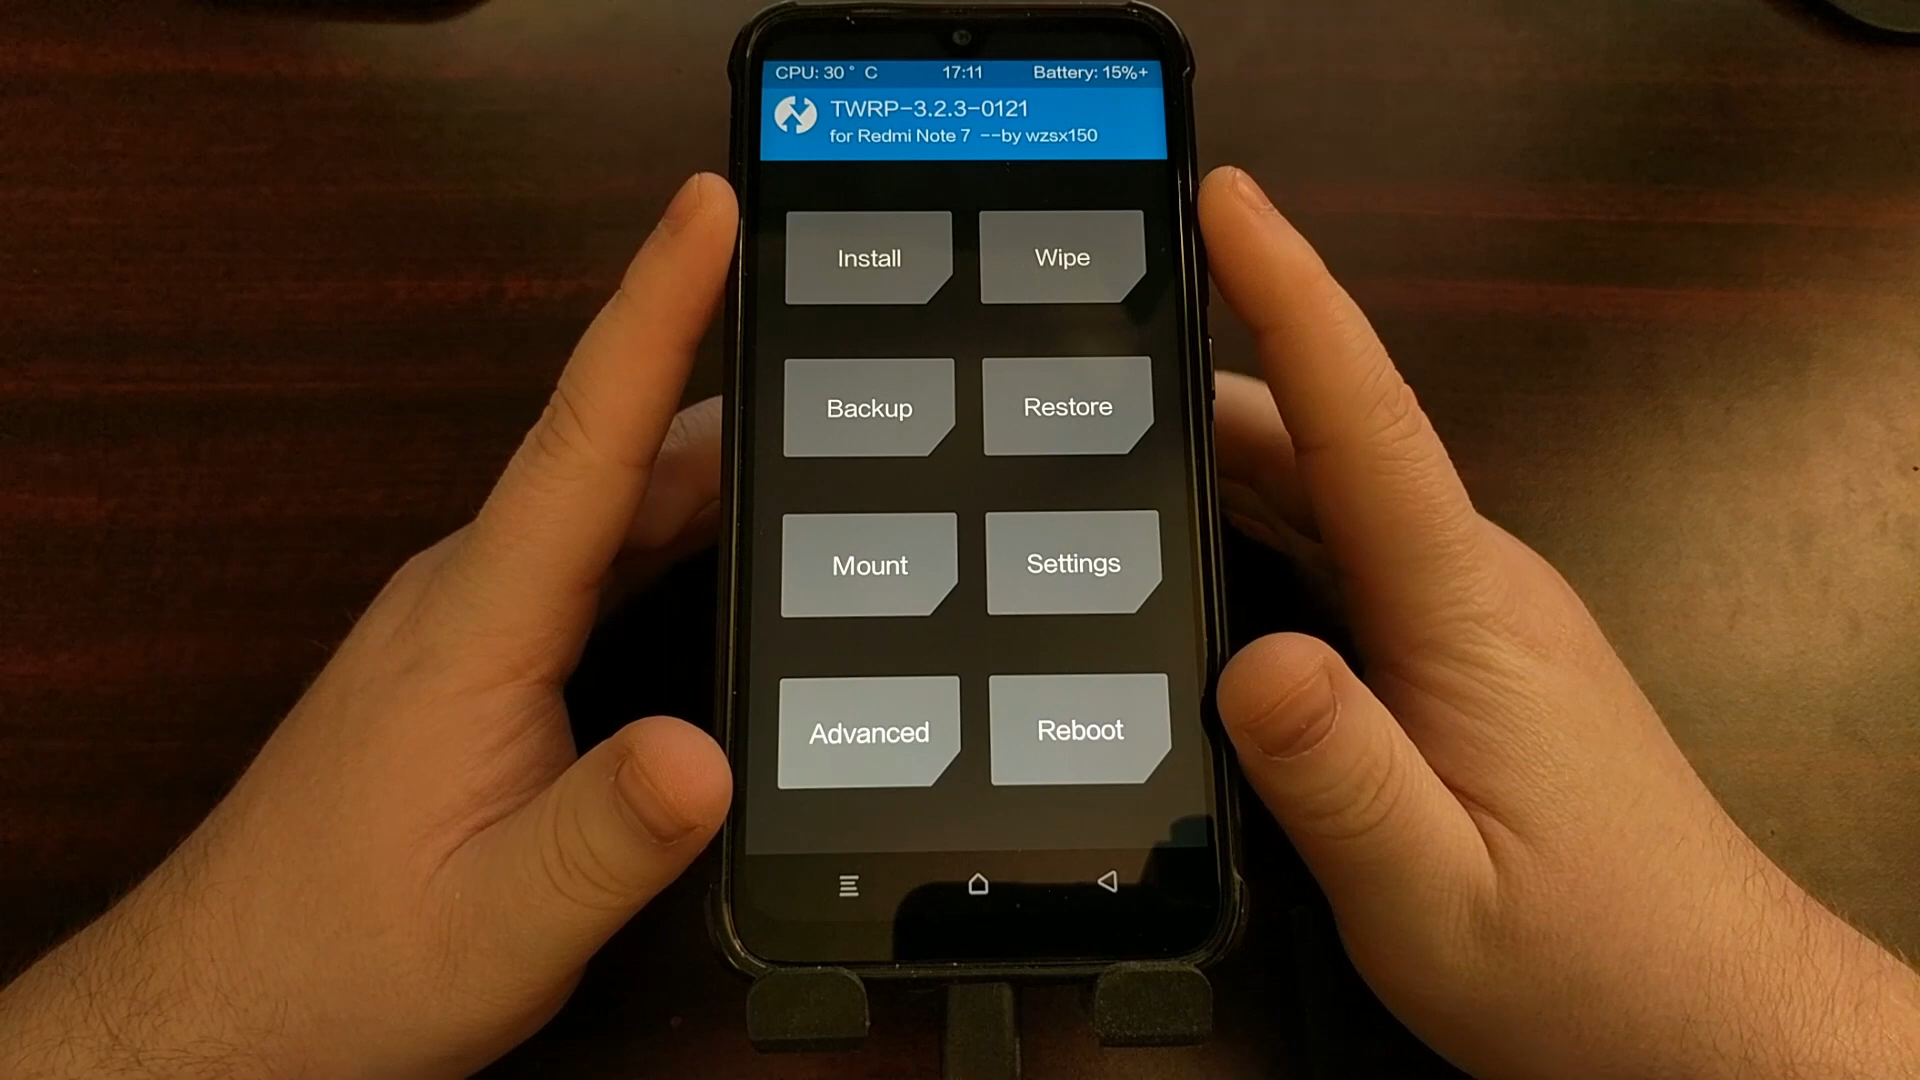 CPU: 30° C 17:11 Battery: 15%+
TWRP-3.2.3-0121
for Redmi Note 7 --by wzsx150
Install Wipe
Backup Restore
Mount Settings
Advanced Reboot